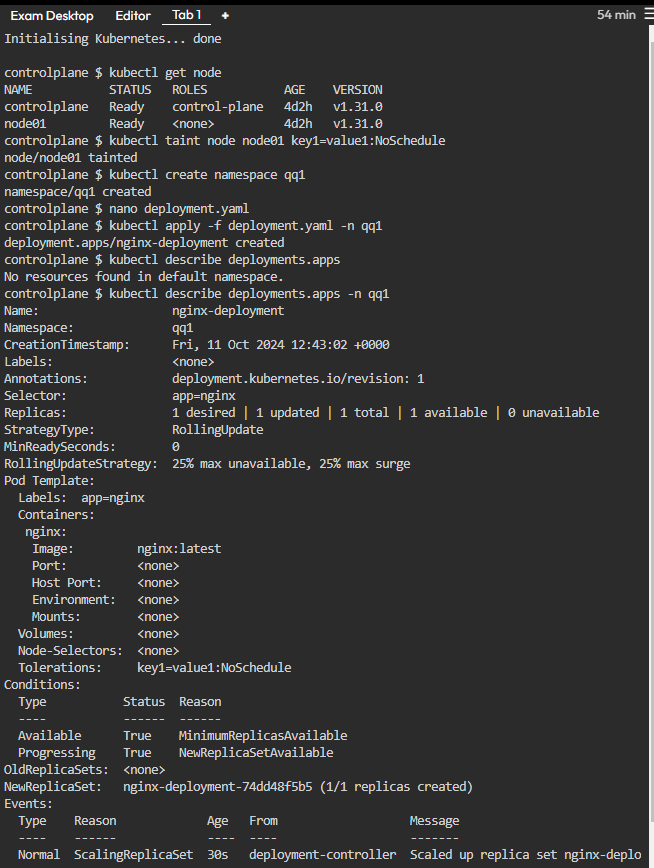 Exam Desktop Editor Tab 1 + 54 min
Initialising Kubernetes... done
controlplane $ kubectl get node
NAME STATUS ROLES AGE VERSION
controlplane Ready control-plane 4d2h v1.31.0
node01 Ready <none> 4d2h v1.31.0
controlplane $ kubectl taint node node01 key1=value1:NoSchedule
node/node01 tainted
controlplane $ kubectl create namespace qq1
namespace/qq1 created
controlplane $ nano deployment.yaml
controlplane $ kubectl apply -f deployment.yaml -n qq1
deployment.apps/nginx-deployment created
controlplane $ kubectl describe deployments.apps
No resources found in default namespace.
controlplane $ kubectl describe deployments.apps -n qq1
Name: nginx-deployment
Namespace: qq1
CreationTimestamp: Fri, 11 Oct 2024 12:43:02 +0000
Labels: <none>
Annotations: deployment.kubernetes.io/revision: 1
Selector: app=nginx
Replicas: 1 desired | 1 updated | 1 total | 1 available | 0 unavailable
StrategyType: RollingUpdate
MinReadySeconds: 0
RollingUpdateStrategy: 25% max unavailable, 25% max surge
Pod Template:
Labels: app=nginx
Containers:
nginx:
Image: nginx:latest
Port: <none>
Host Port: <none>
Environment: <none>
Mounts: <none>
Volumes: <none>
Node-Selectors: <none>
Tolerations: key1=value1:NoSchedule
Conditions:
Type Status Reason
---- ------ ------
Available True MinimumReplicasAvailable
Progressing True NewReplicaSetAvailable
OldReplicaSets: <none>
NewReplicaSet: nginx-deployment-74dd48f5b5 (1/1 replicas created)
Events:
Type Reason Age From Message
---- ------ ---- ---- -------
Normal ScalingReplicaSet 30s deployment-controller Scaled up replica set nginx-deplo